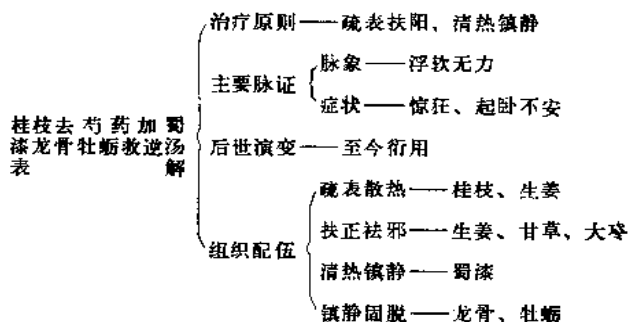 治疗原则——疏表扶阳、清热镇静
主要脉证
脉象——浮软无力
症状——惊狂、起卧不安
桂枝去芍药加蜀
漆龙骨牡蛎救逆汤
表解
后世演变——至今衍用
组织配伍
疏表散热——桂枝、生姜
扶正祛邪——生姜、甘草、大枣
清热镇静——蜀漆
镇静固脱——龙骨、牡蛎